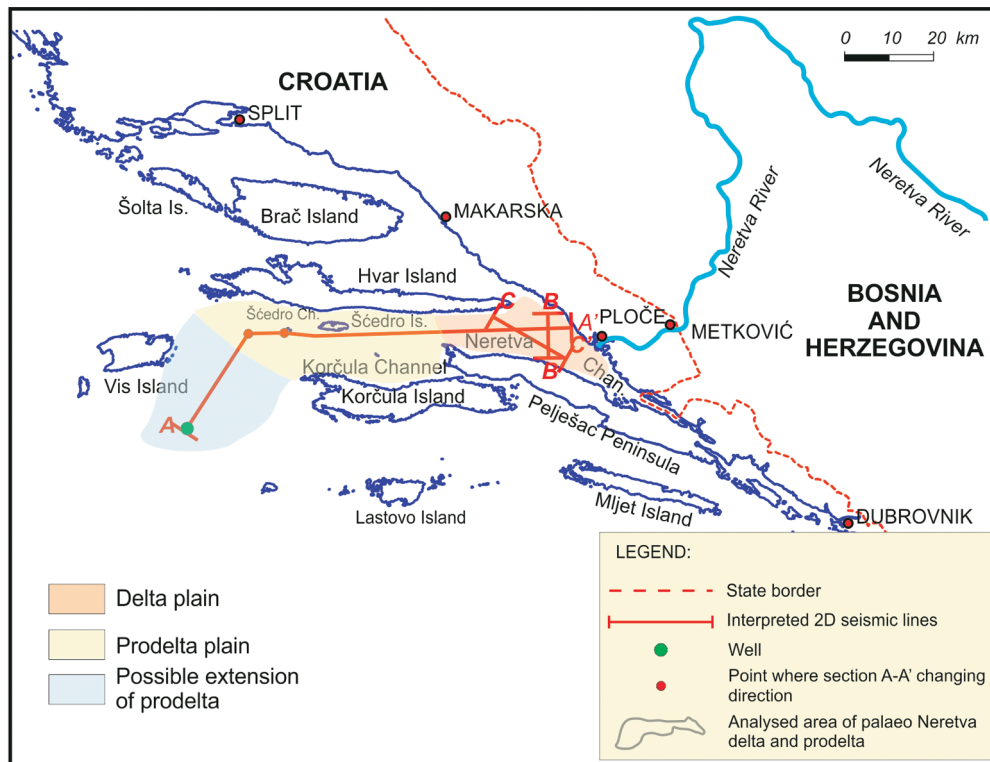 0 10 20 km
CROATIA
SPLIT
Neretva River
Neretva River
Šolta Is.
Brač Island
MAKARSKA
Hvar Island
BOSNIA
AND
HERZEGOVINA
C
B
A'
PLOČE
METKOVIĆ
Šćedro Ch.
Šćedro Is.
Neretva
C
B'
Chan.
Korčula Channel
Vis Island
Korčula Island
A
Pelješac Peninsula
Mljet Island
Lastovo Island
DUBROVNIK
Delta plain
Prodelta plain
Possible extension
of prodelta
LEGEND:
State border
Interpreted 2D seismic lines
Well
Point where section A-A' changing
direction
Analysed area of palaeo Neretva
delta and prodelta